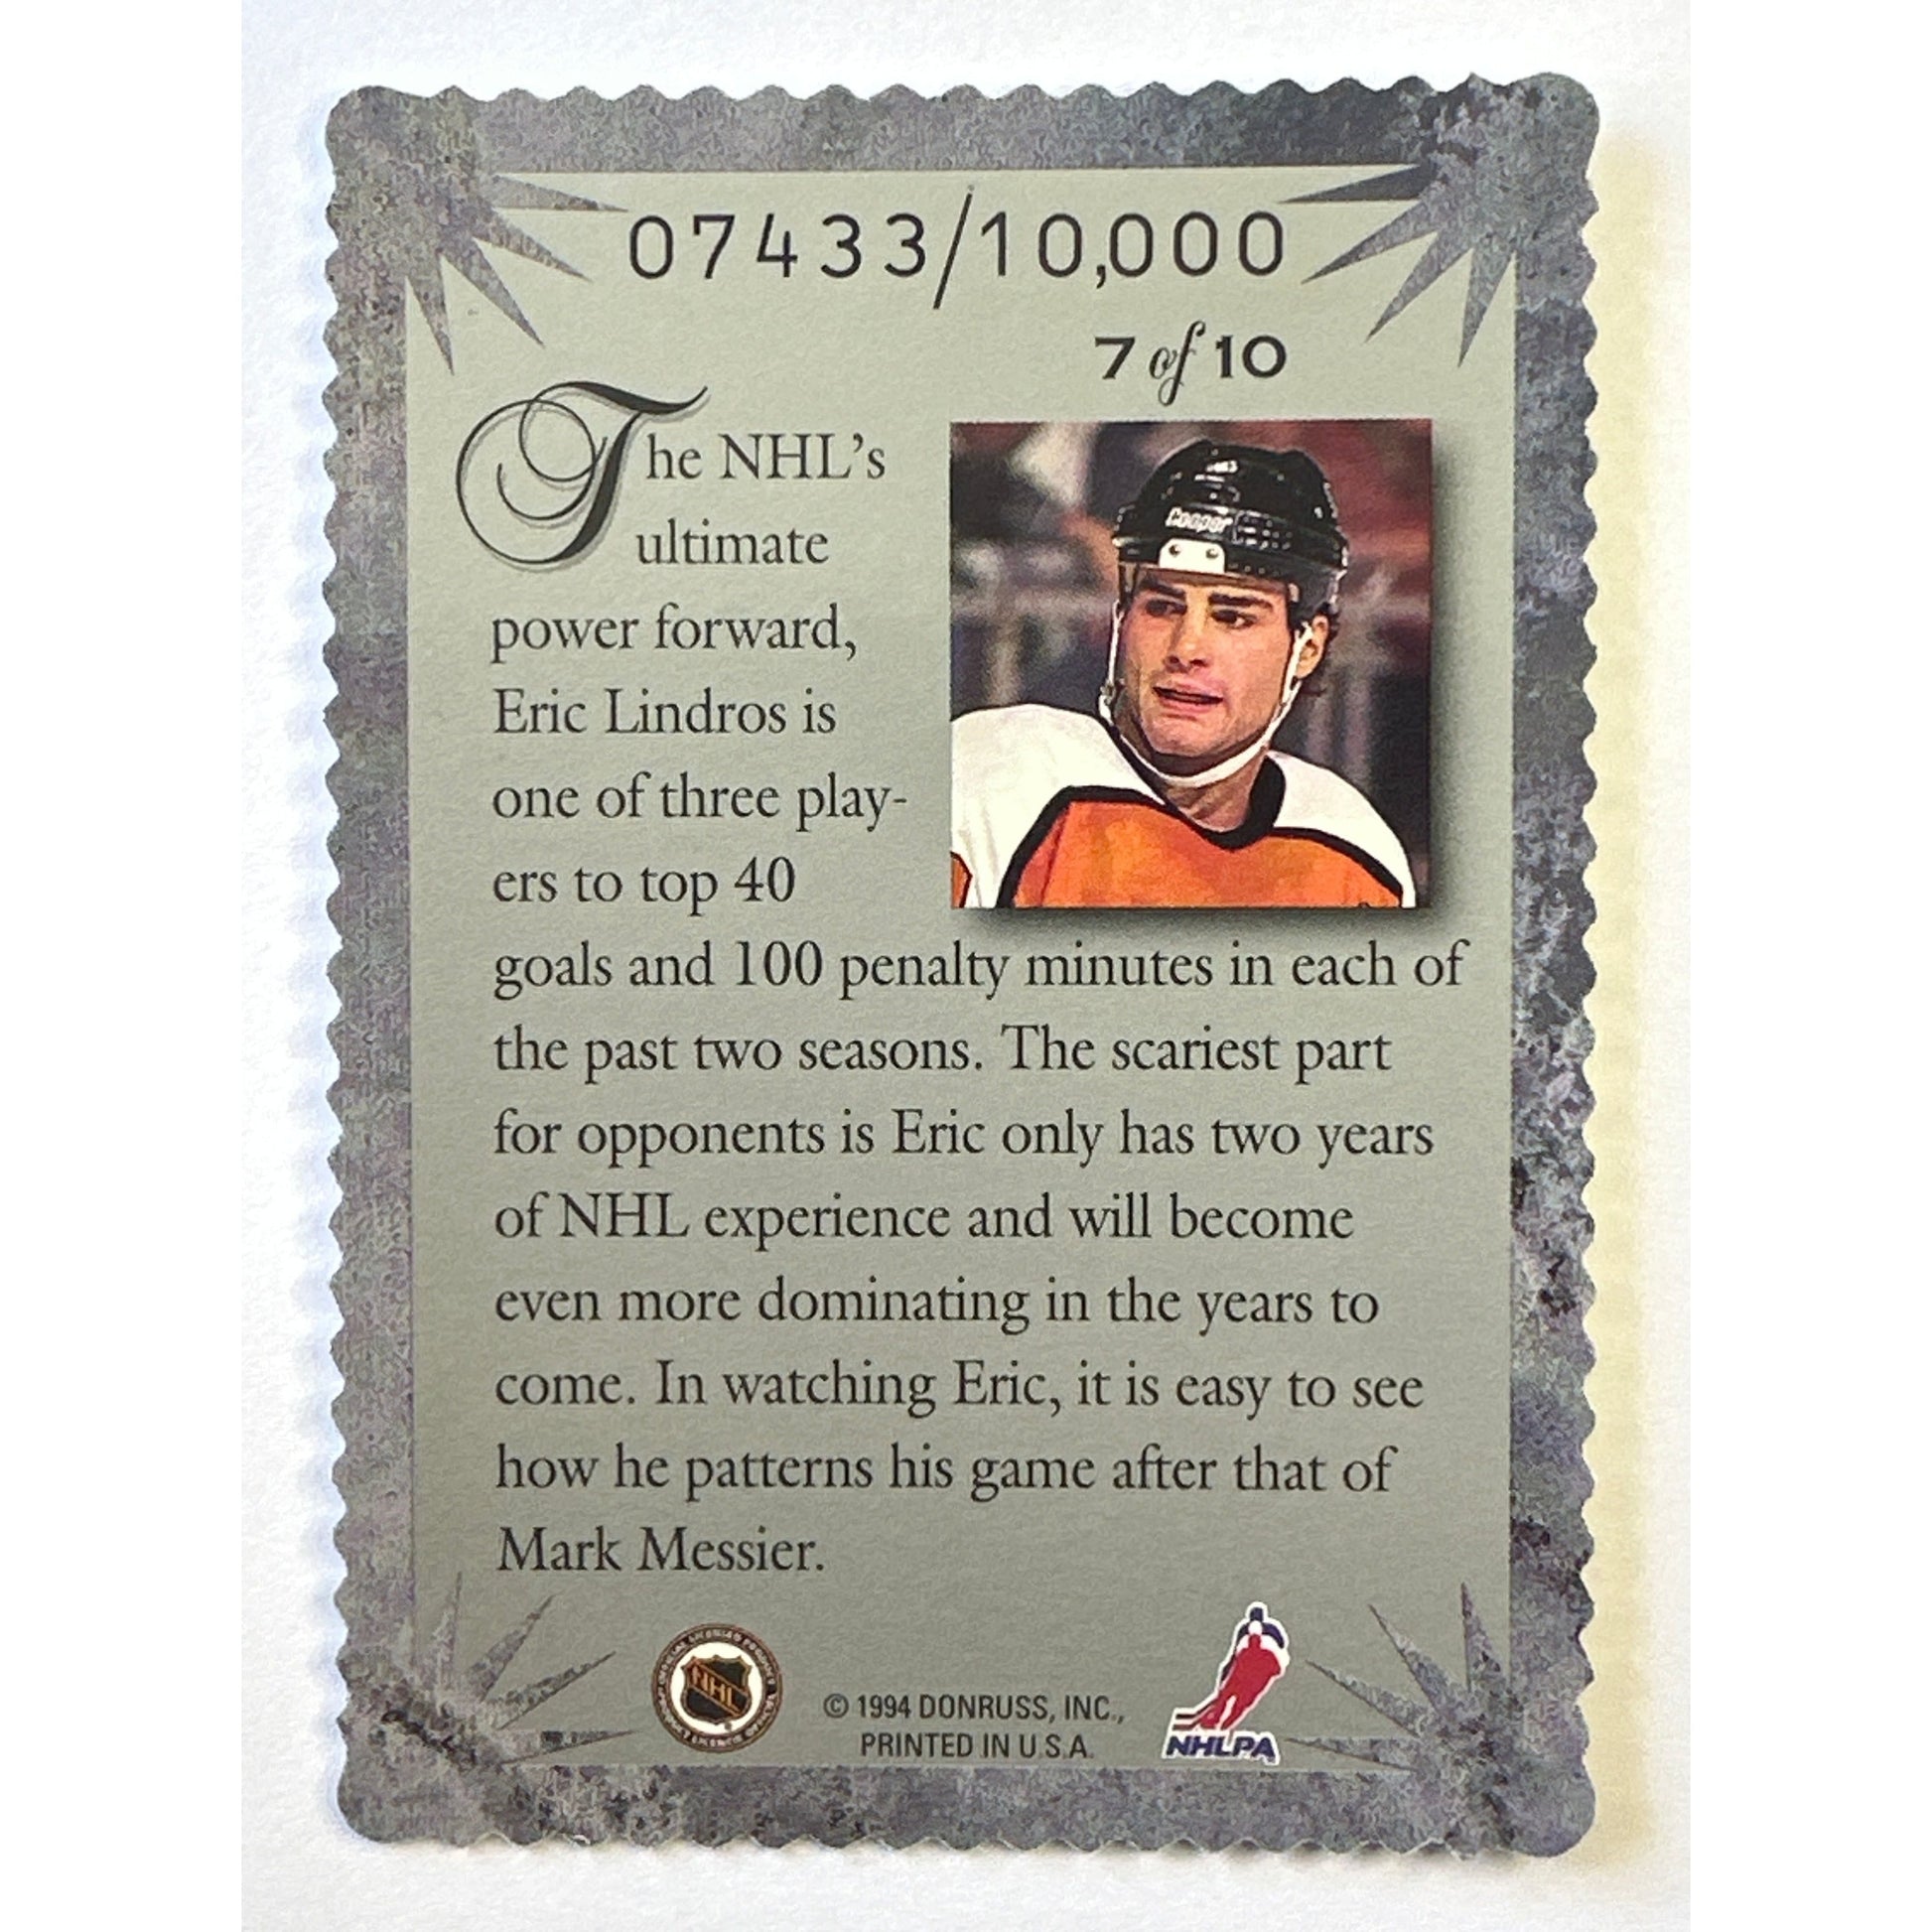 07433/10,000
7 of 10
The NHL's
ultimate
power forward,
Eric Lindros is
one of three play-
ers to top 40
goals and 100 penalty minutes in each of
the past two seasons. The scariest part
for opponents is Eric only has two years
of NHL experience and will become
even more dominating in the years to
come. In watching Eric, it is easy to see
how he patterns his game after that of
Mark Messier.
Cooper
NHL
© 1994 DONRUSS, INC.,
PRINTED IN U.S.A.
NHLPA